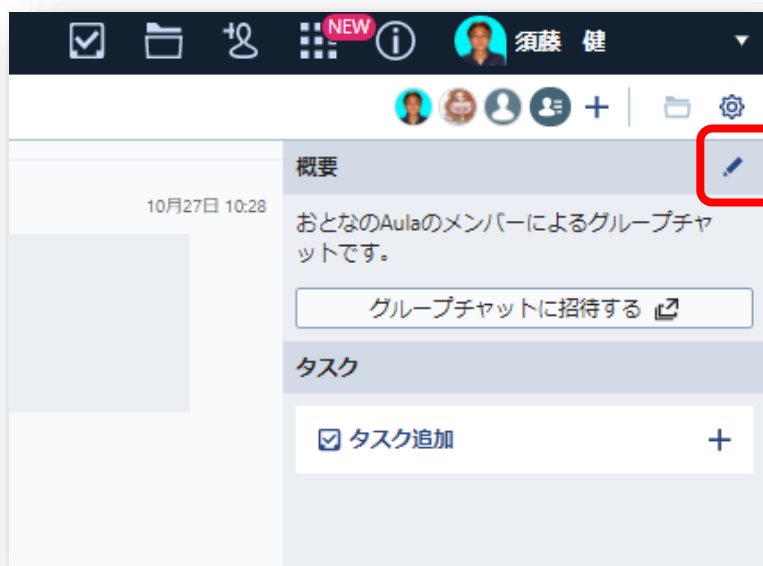 NEW
須藤 健
概要
10月27日 10:28
おとなのAulaのメンバーによるグループチャ
ットです。
グループチャットに招待する
タスク
タスク追加